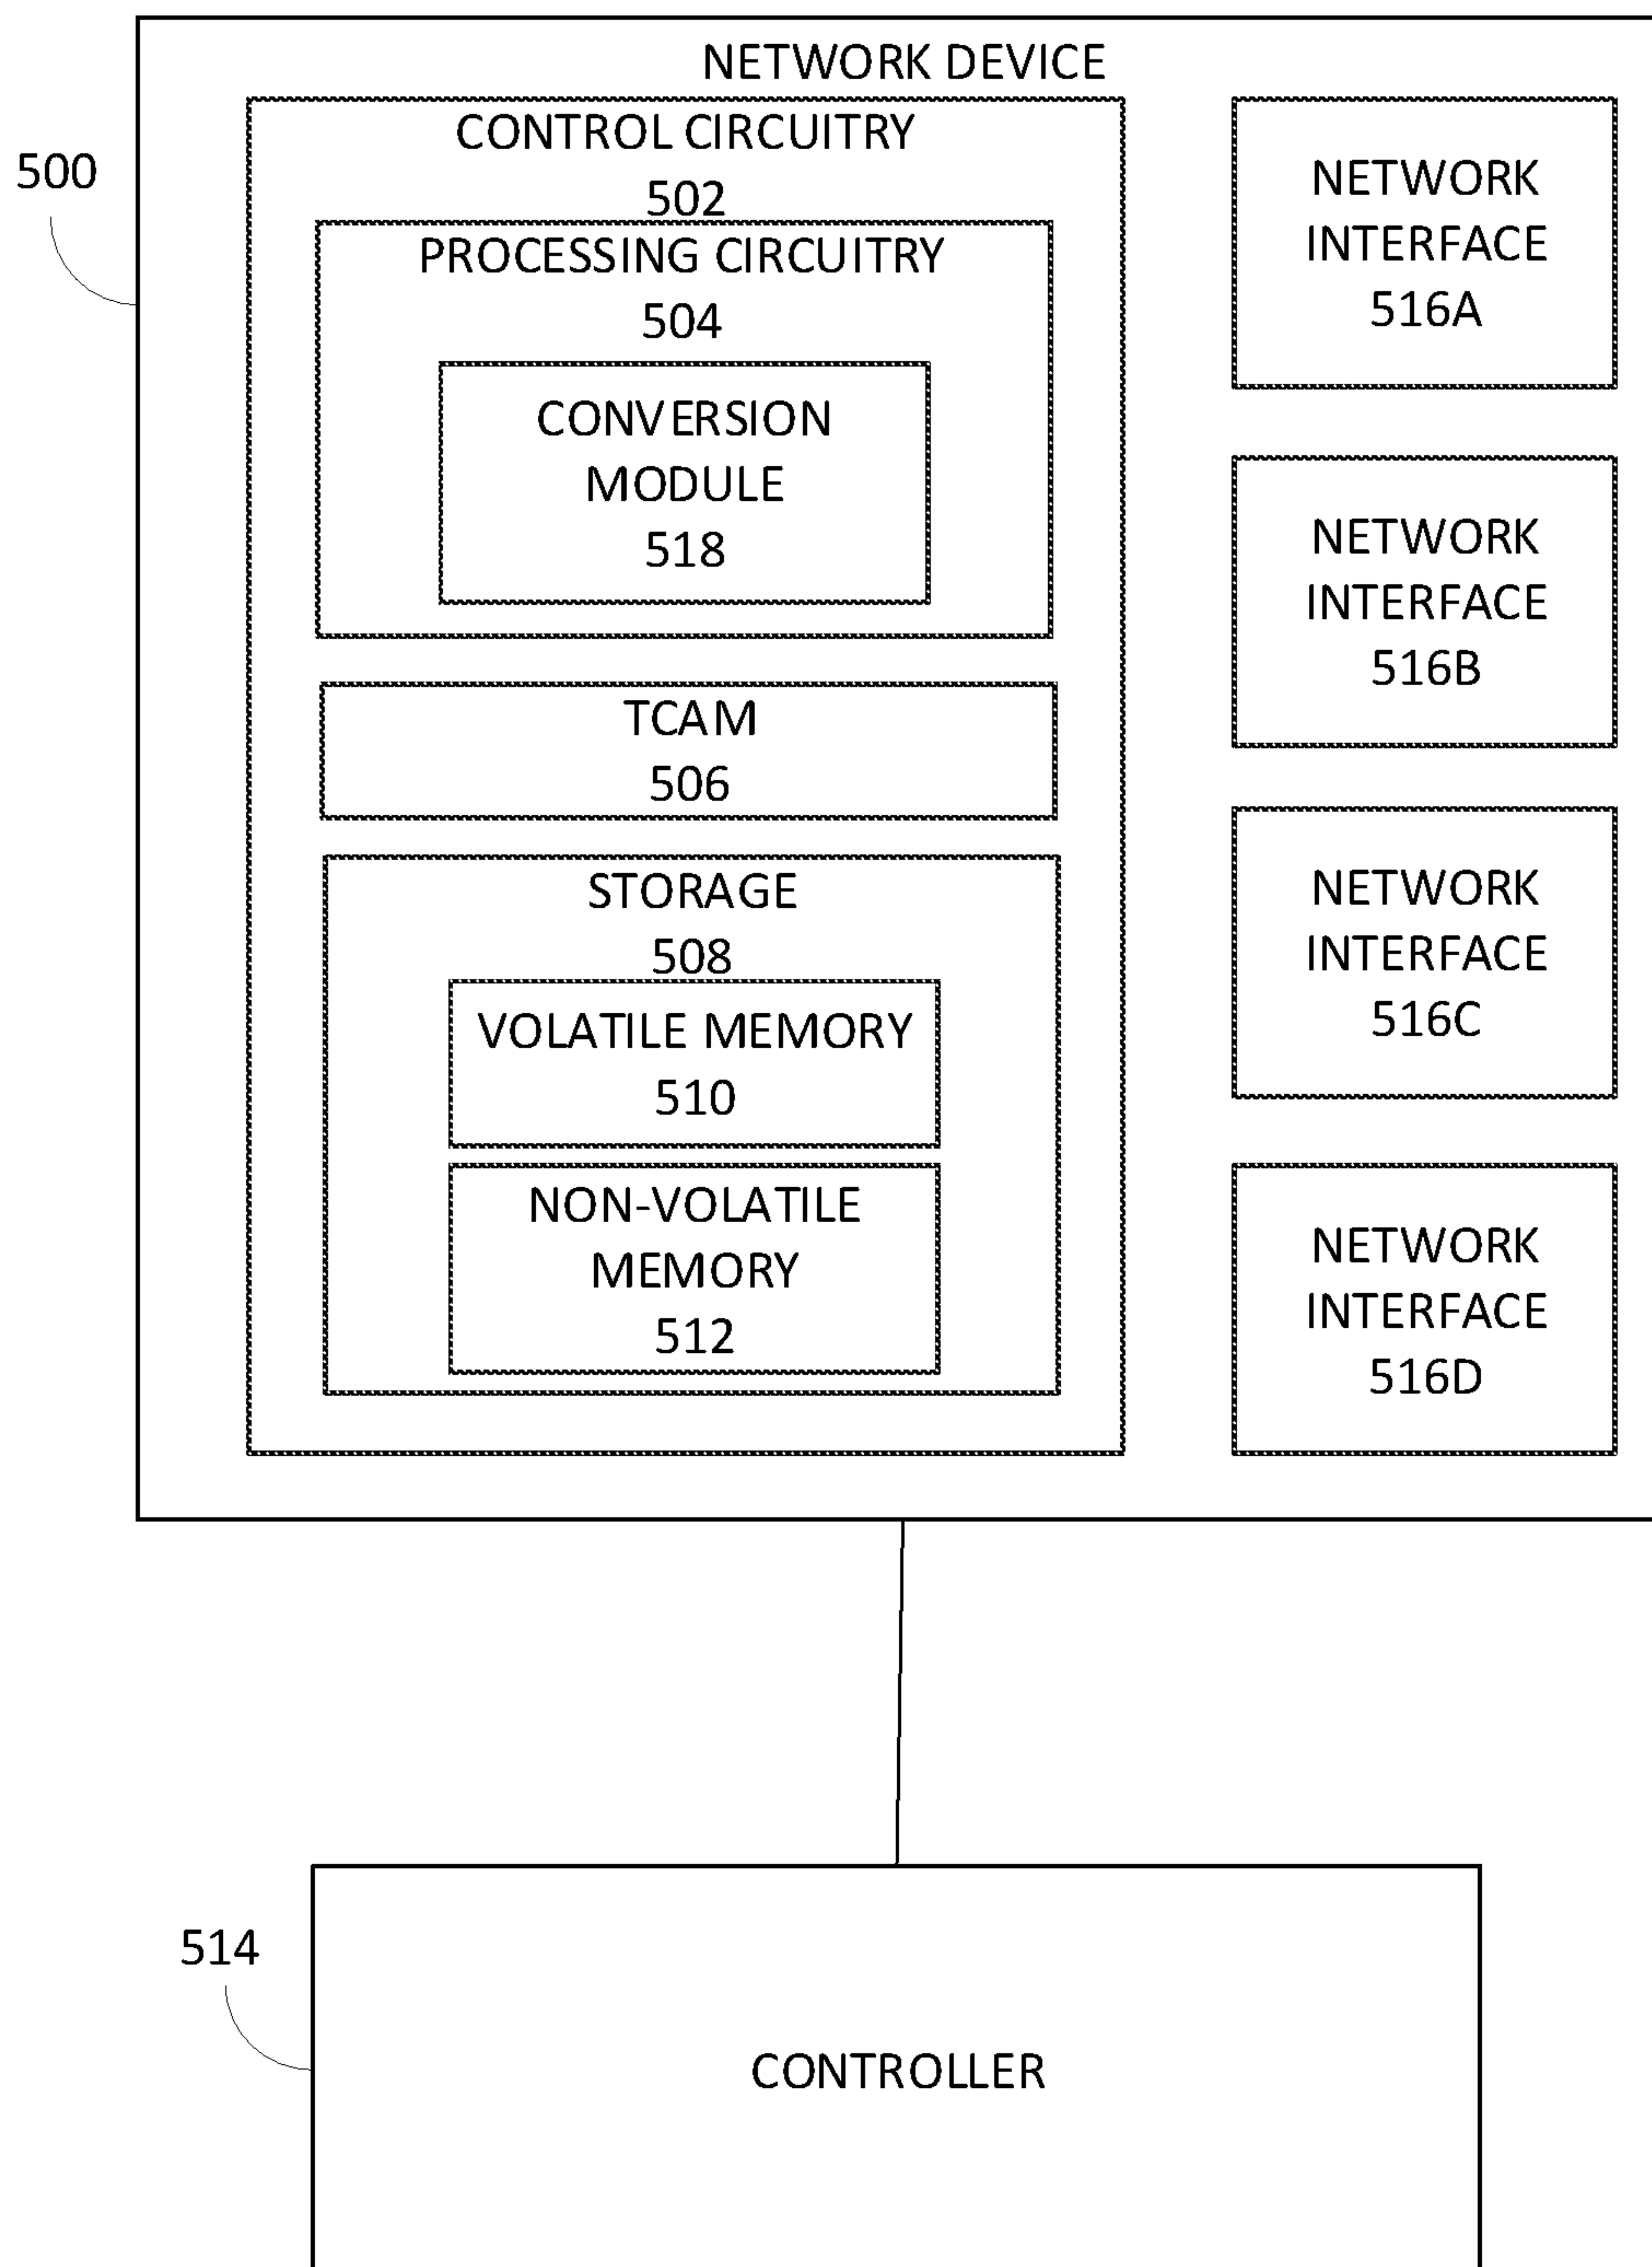 NETWORK DEVICE
500
CONTROL CIRCUITRY
502
PROCESSING CIRCUITRY
504
CONVERSION
MODULE
518
TCAM
506
STORAGE
508
VOLATILE MEMORY
510
NON-VOLATILE
MEMORY
512
NETWORK
INTERFACE
516A
NETWORK
INTERFACE
516B
NETWORK
INTERFACE
516C
NETWORK
INTERFACE
516D
514
CONTROLLER